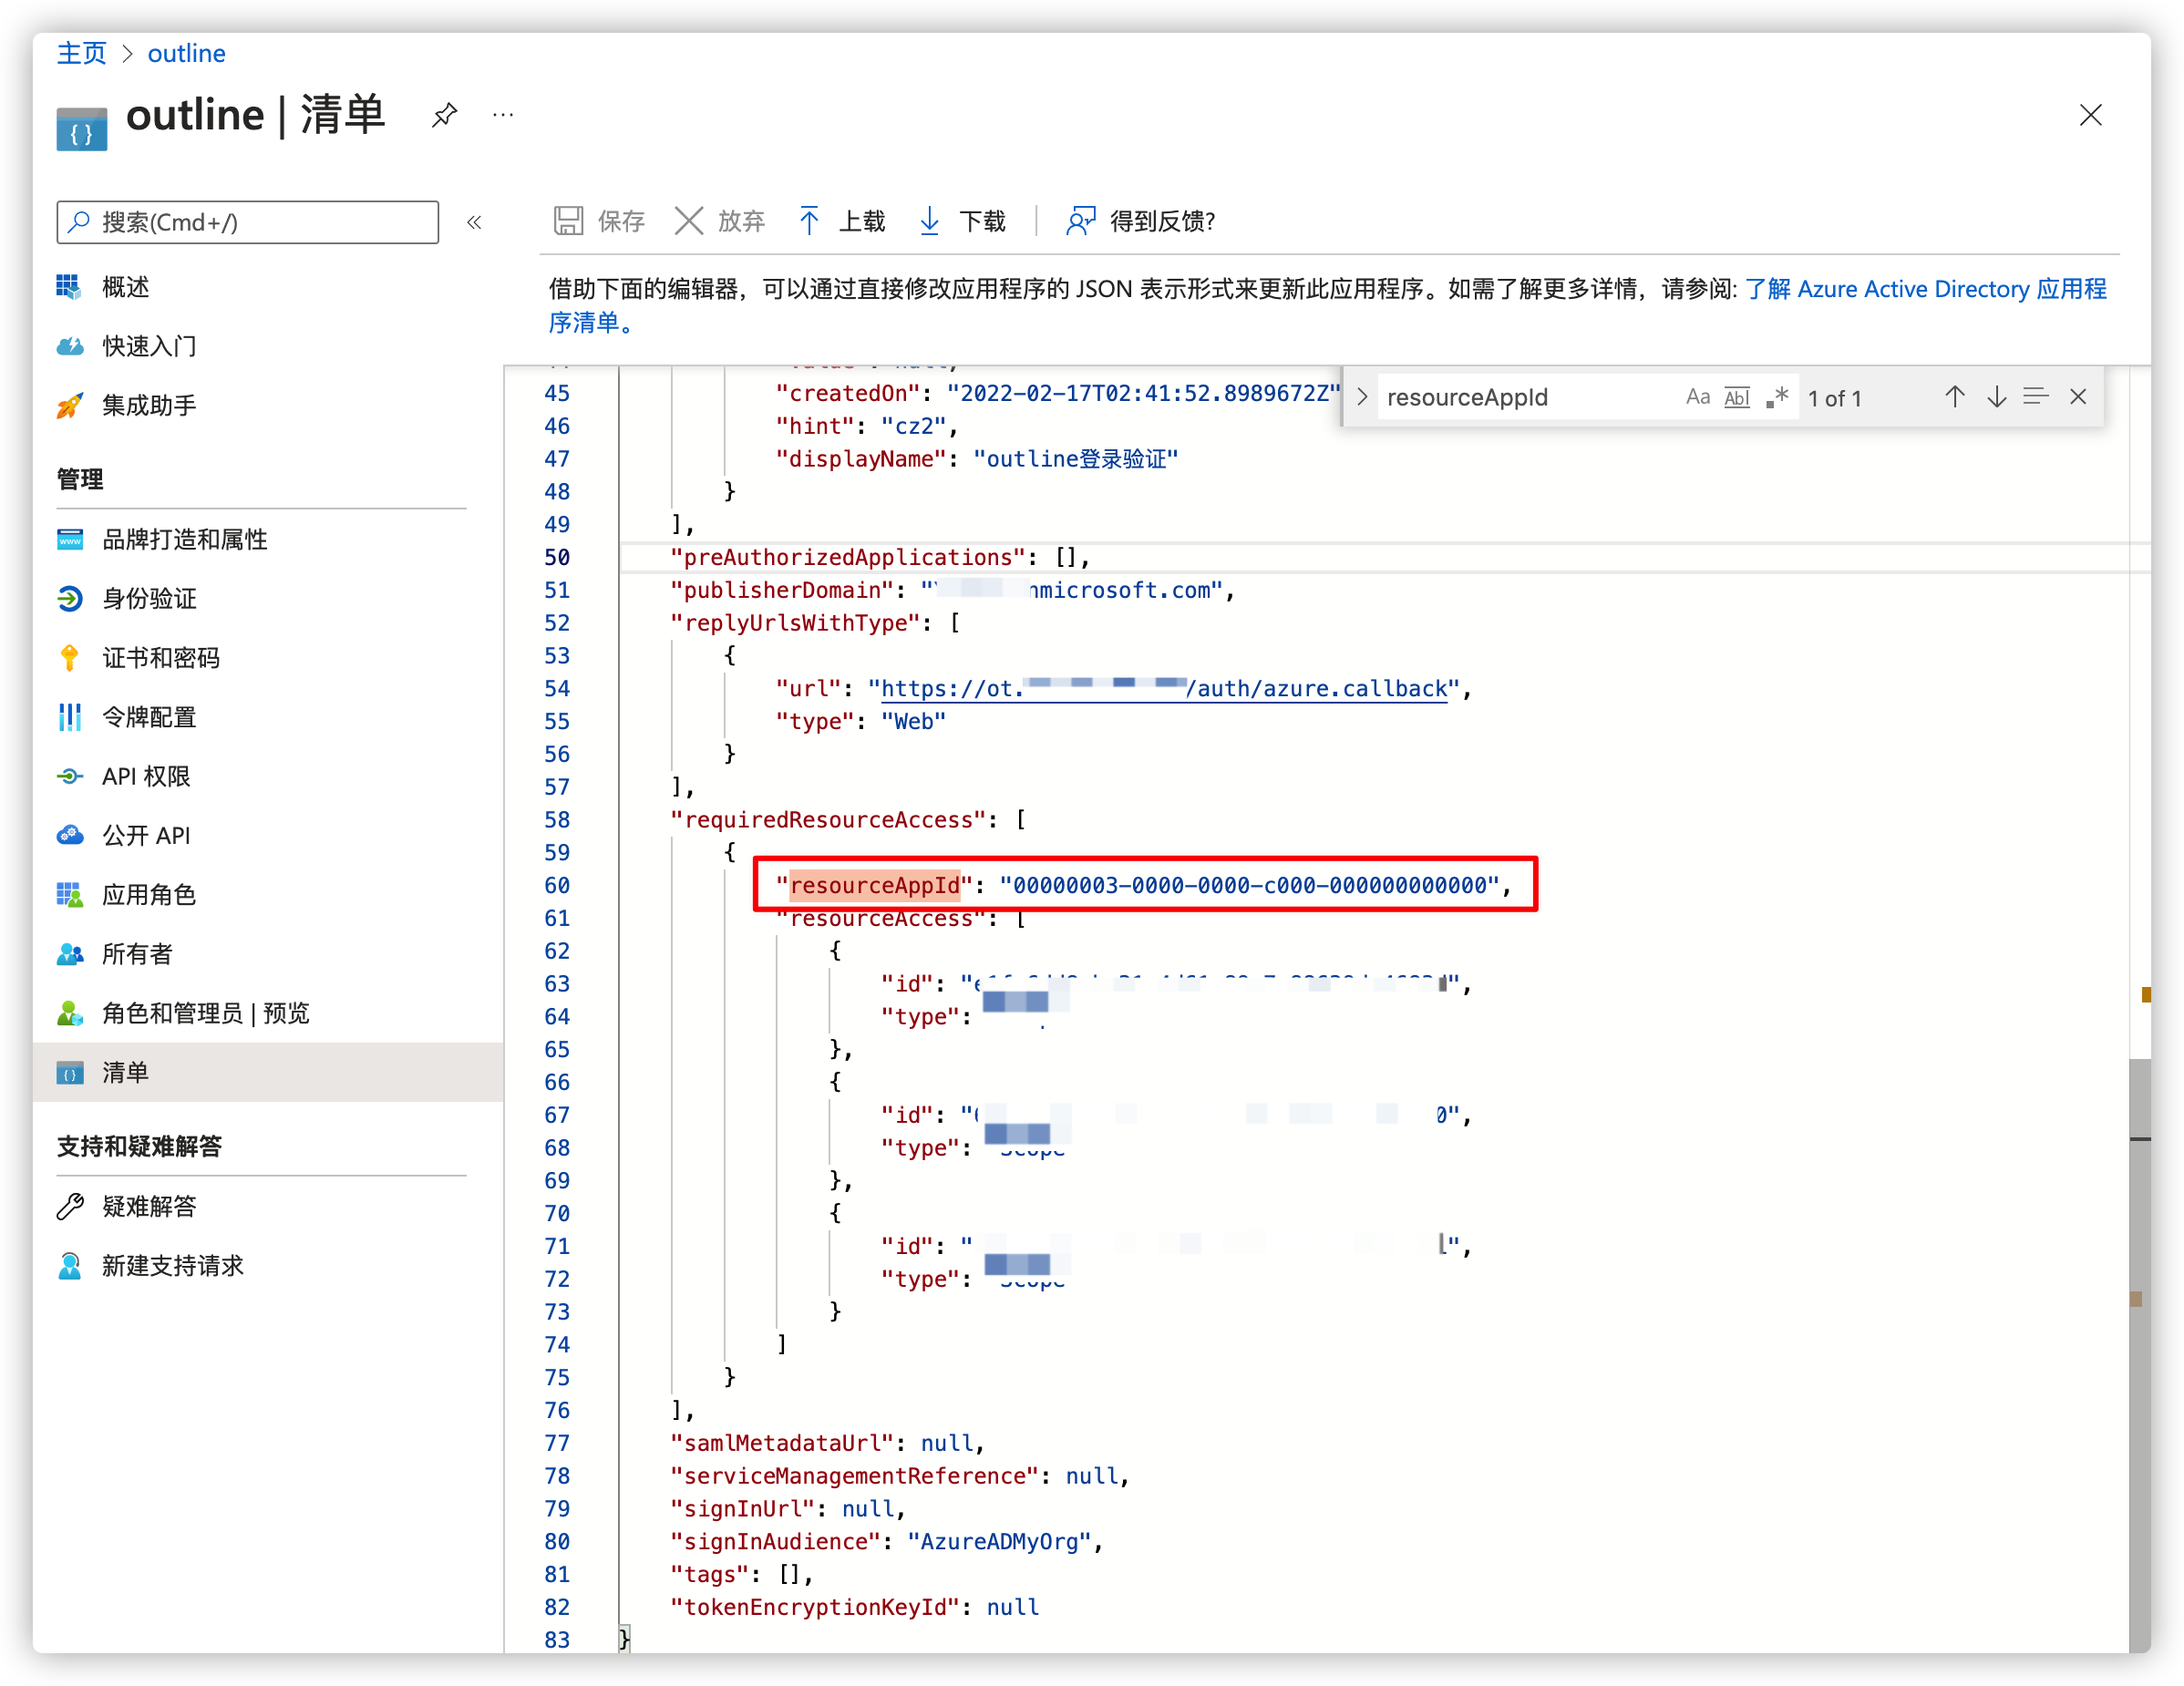 主页 > outline
outline | 清单 ...
搜索(Cmd+/) «
保存 放弃 上载 下载 得到反馈?
概述
快速入门
集成助手
管理
品牌打造和属性
身份验证
证书和密码
令牌配置
API 权限
公开 API
应用角色
所有者
角色和管理员 | 预览
清单
支持和疑难解答
疑难解答
新建支持请求
借助下面的编辑器，可以通过直接修改应用程序的 JSON 表示形式来更新此应用程序。如需了解更多详情，请参阅: 了解 Azure Active Directory 应用程
序清单。
resourceAppId Aa Abl .* 1 of 1
45 "createdOn": "2022-02-17T02:41:52.8989672Z"
46 "hint": "cz2",
47 "displayName": "outline登录验证"
48 }
49 ],
50 "preAuthorizedApplications": [],
51 "publisherDomain": " nmicrosoft.com",
52 "replyUrlsWithType": [
53 {
54 "url": "https://ot. /auth/azure.callback",
55 "type": "Web"
56 }
57 ],
58 "requiredResourceAccess": [
59 {
60 "resourceAppId": "00000003-0000-0000-c000-000000000000",
61 "resourceAccess": [
62 {
63 "id": " ",
64 "type":
65 },
66 {
67 "id": " 0",
68 "type":
69 },
70 {
71 "id": " ",
72 "type":
73 }
74 ]
75 }
76 ],
77 "samlMetadataUrl": null,
78 "serviceManagementReference": null,
79 "signInUrl": null,
80 "signInAudience": "AzureADMyOrg",
81 "tags": [],
82 "tokenEncryptionKeyId": null
83 }